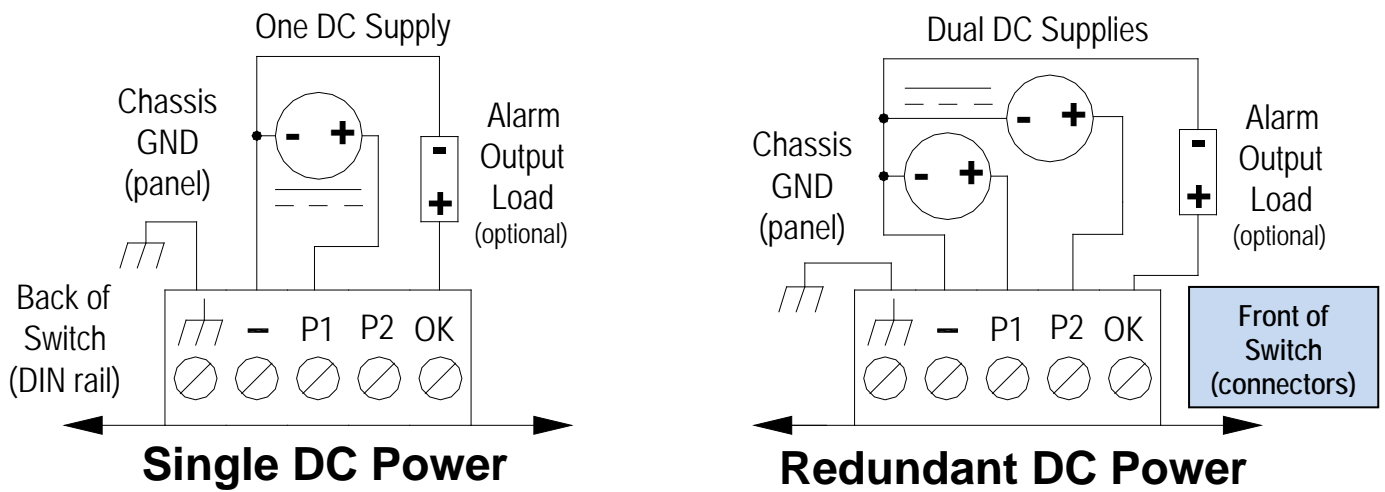 One DC Supply
Chassis
GND
(panel)
- +
-
+
Alarm
Output
Load
(optional)
Back of
Switch
(DIN rail)
– P1 P2 OK
Single DC Power
Dual DC Supplies
Chassis
GND
(panel)
- +
- +
-
+
Alarm
Output
Load
(optional)
– P1 P2 OK
Front of
Switch
(connectors)
Redundant DC Power